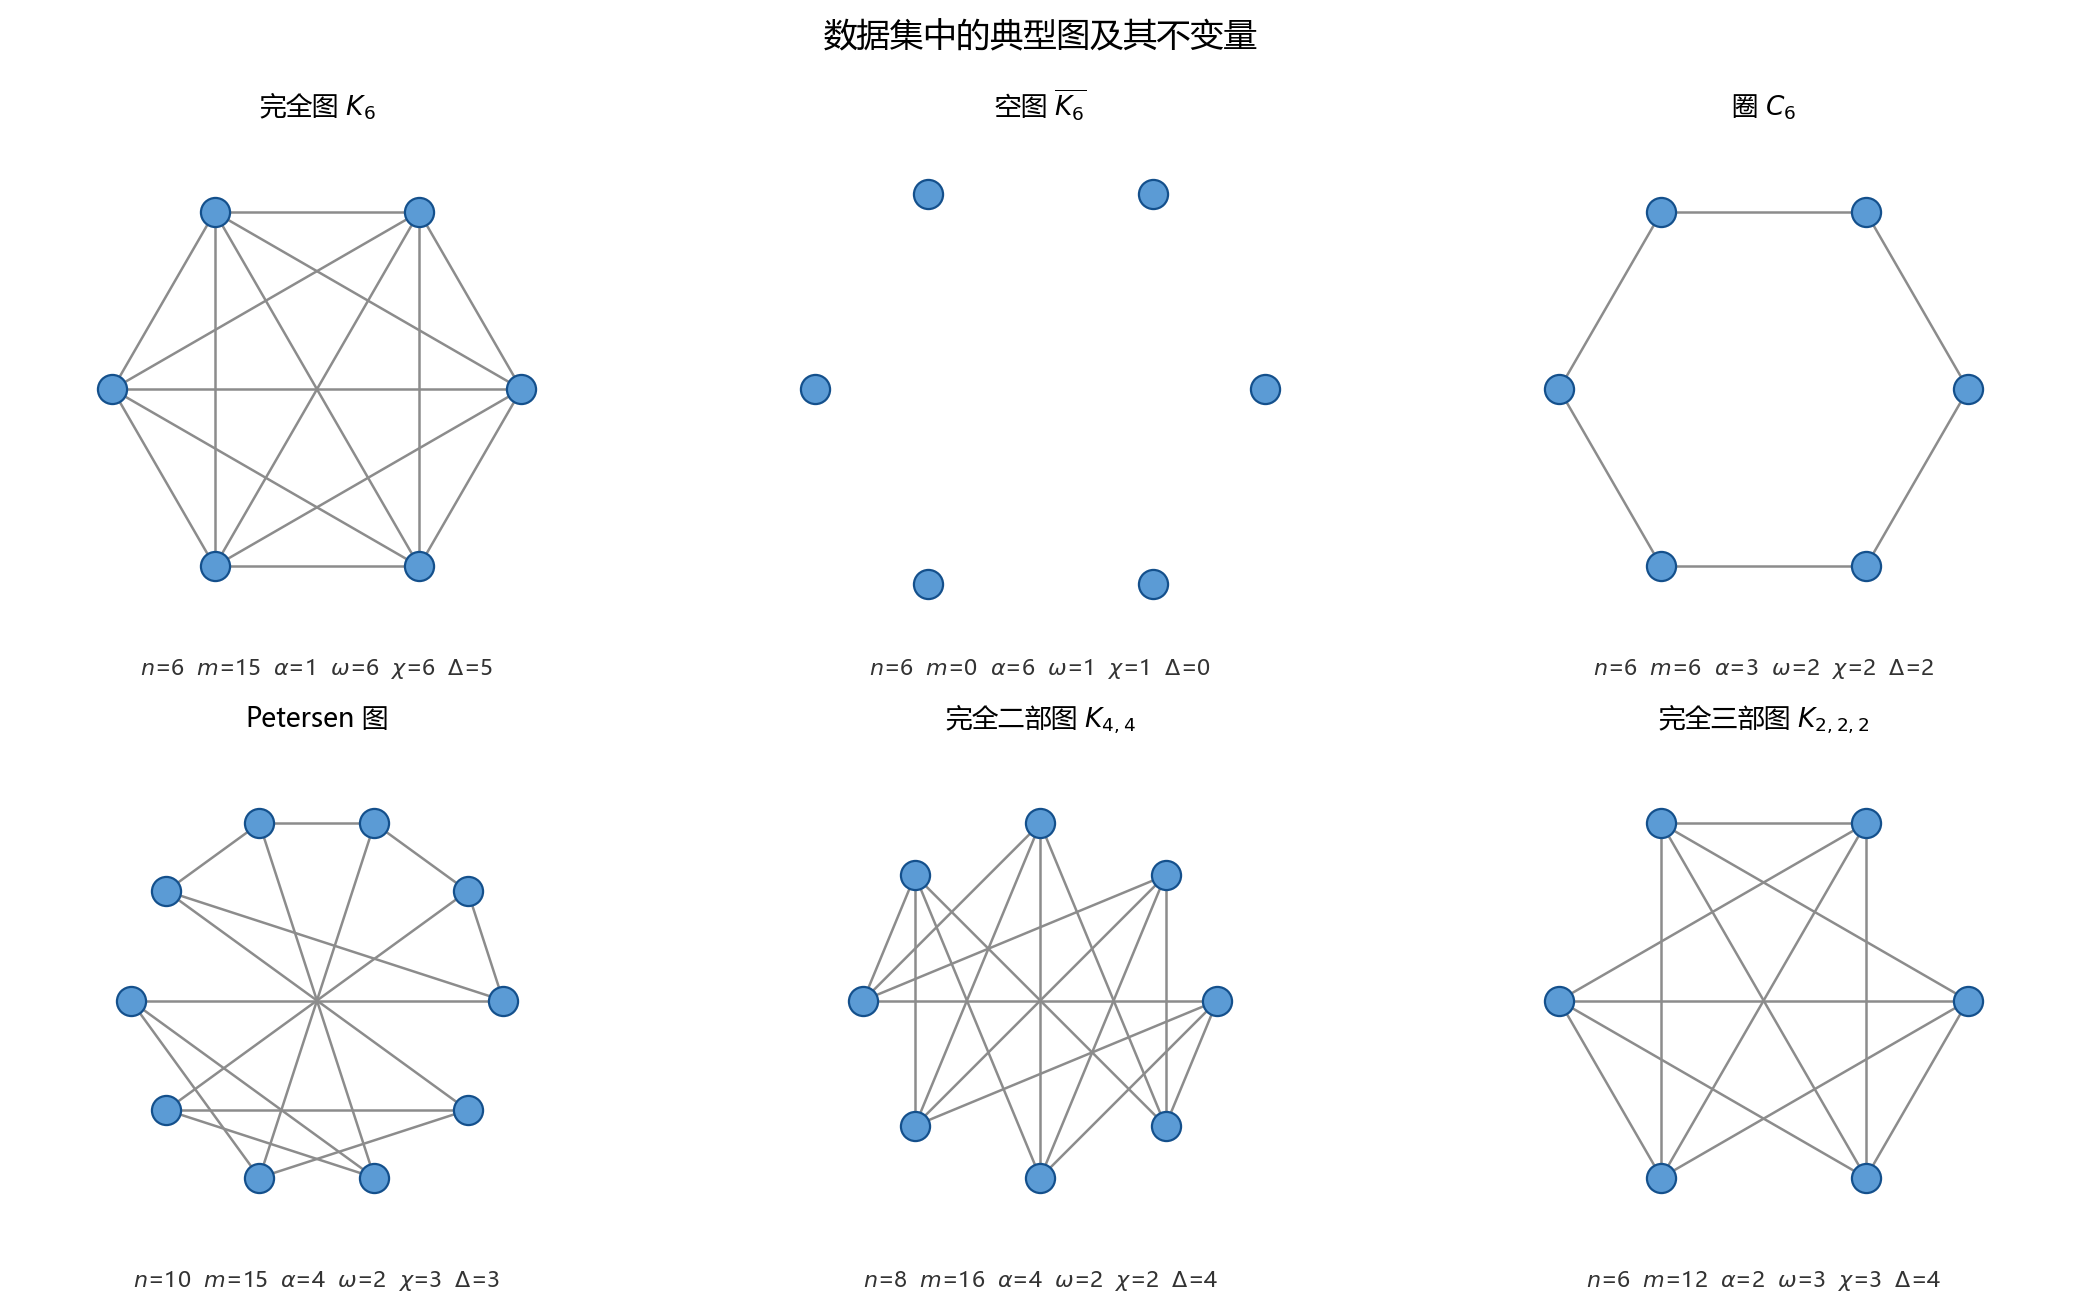 数据集中的典型图及其不变量
完全图 K₆
空图 K̅₆̅
圈 C₆
n=6 m=15 α=1 ω=6 χ=6 Δ=5
n=6 m=0 α=6 ω=1 χ=1 Δ=0
n=6 m=6 α=3 ω=2 χ=2 Δ=2
Petersen 图
完全二部图 K₄,₄
完全三部图 K₂,₂,₂
n=10 m=15 α=4 ω=2 χ=3 Δ=3
n=8 m=16 α=4 ω=2 χ=2 Δ=4
n=6 m=12 α=2 ω=3 χ=3 Δ=4